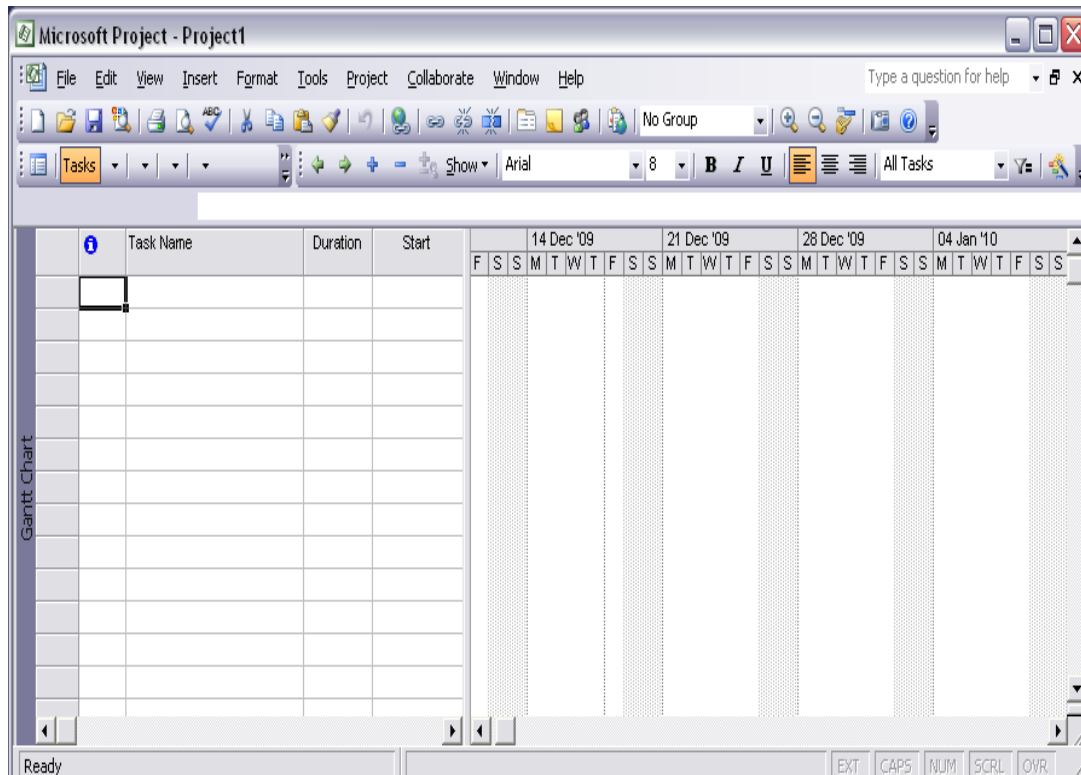 Microsoft Project - Project1
File Edit View Insert Format Tools Project Collaborate Window Help Type a question for help
ABC No Group
Tasks Show Arial 8 B I U All Tasks
Task Name Duration Start 14 Dec '09 21 Dec '09 28 Dec '09 04 Jan '10
F S S M T W T F S S M T W T F S S M T W T F S S M T W T F S S
Gantt Chart
Ready EXT CAPS NUM SCRL OVR